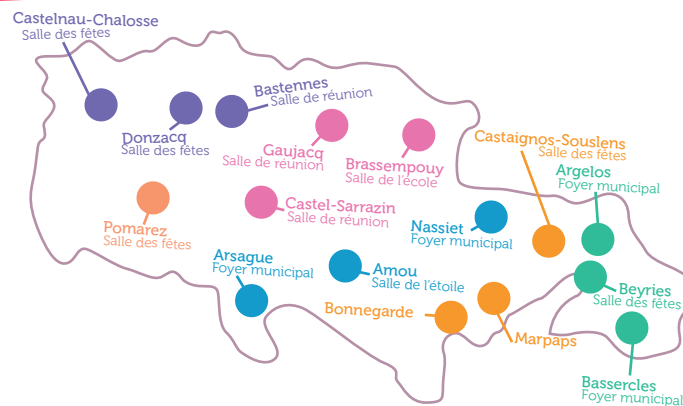 Castelnau-Chalosse
Salle des fêtes
Bastennes
Salle de réunion
Donzacq
Salle des fêtes
Gaujacq
Salle de réunion
Brassempouy
Salle de l'école
Castaignos-Souslens
Salle des fêtes
Argelos
Foyer municipal
Castel-Sarrazin
Salle de réunion
Pomarez
Salle des fêtes
Nassiet
Foyer municipal
Arsague
Foyer municipal
Amou
Salle de l'étoile
Beyries
Salle des fêtes
Bonnegarde
Marpaps
Bassercles
Foyer municipal